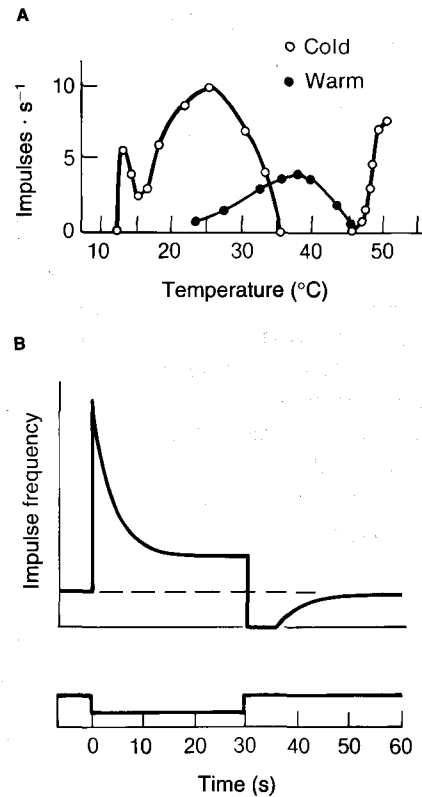 A
○ Cold
● Warm
Impulses · s⁻¹
10
5
0
10 20 30 40 50
Temperature (°C)
B
Impulse frequency
0 10 20 30 40 50 60
Time (s)